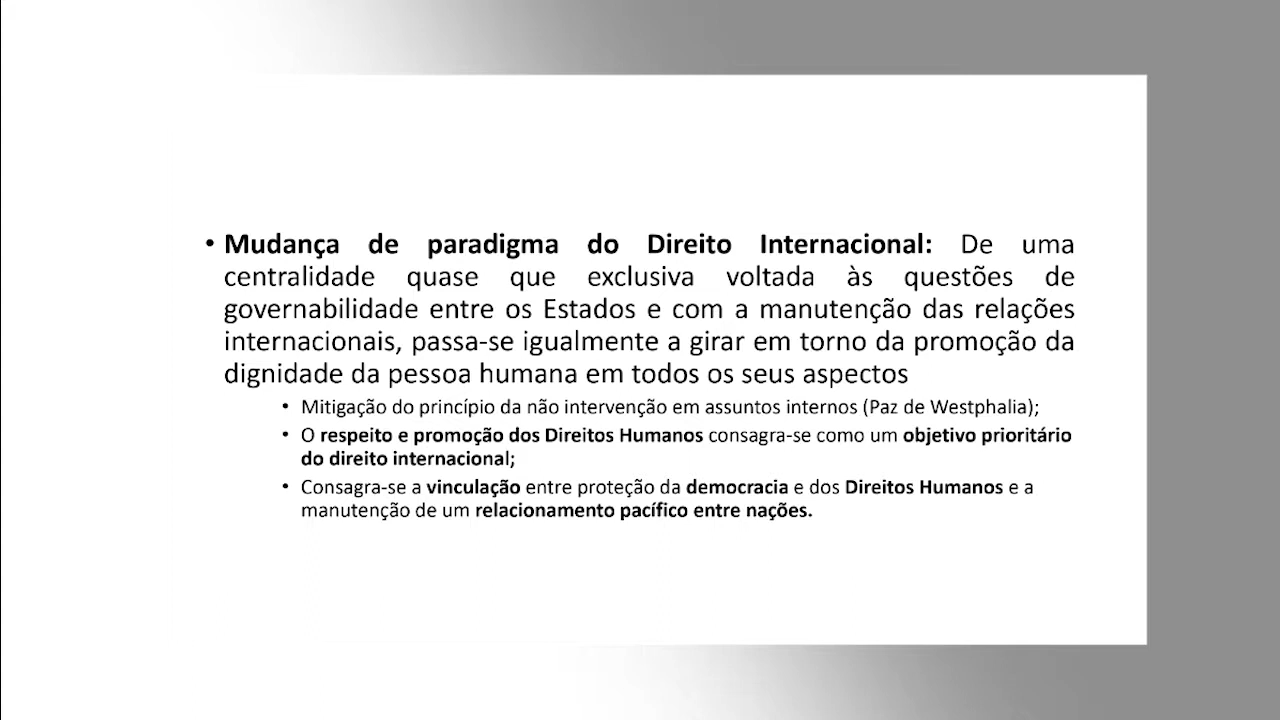 • Mudança de paradigma do Direito Internacional: De uma
centralidade quase que exclusiva voltada às questões de
governabilidade entre os Estados e com a manutenção das relações
internacionais, passa-se igualmente a girar em torno da promoção da
dignidade da pessoa humana em todos os seus aspectos
• Mitigação do princípio da não intervenção em assuntos internos (Paz de Westphalia);
• O respeito e promoção dos Direitos Humanos consagra-se como um objetivo prioritário
do direito internacional;
• Consagra-se a vinculação entre proteção da democracia e dos Direitos Humanos e a
manutenção de um relacionamento pacífico entre nações.